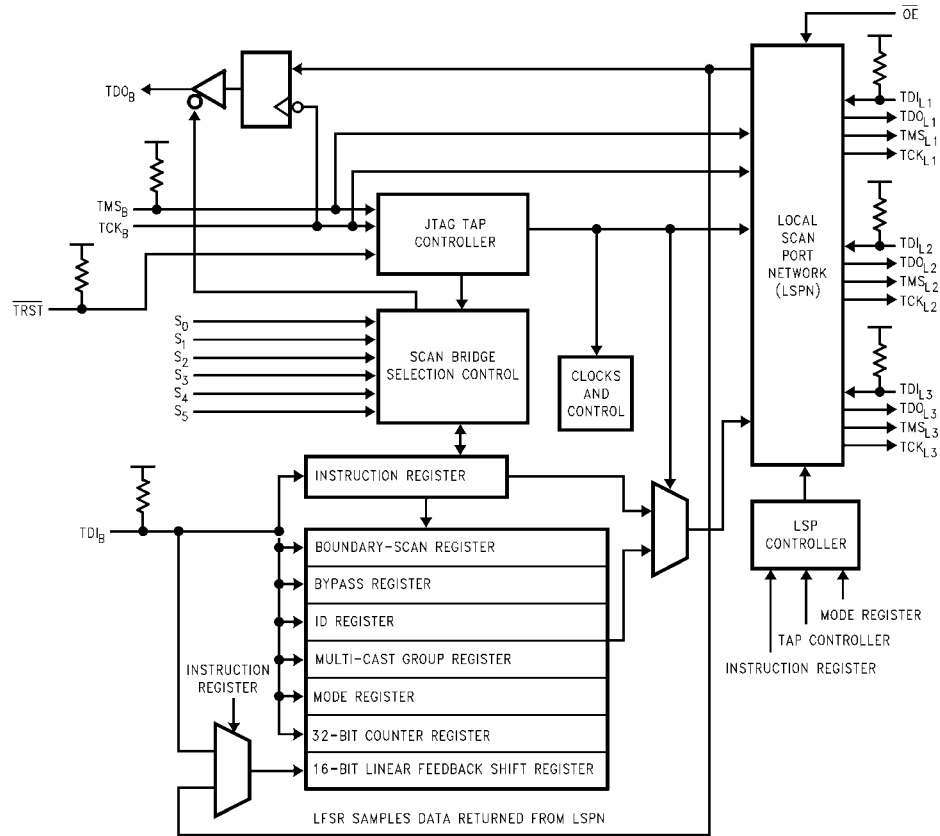 OE
TDO_B
TDI_L1
TDO_L1
TMS_L1
TCK_L1
TMS_B
TCK_B
JTAG TAP
CONTROLLER
LOCAL
SCAN
PORT
NETWORK
(LSPN)
TDI_L2
TDO_L2
TMS_L2
TCK_L2
TRST
S_0
S_1
S_2
S_3
S_4
S_5
SCAN BRIDGE
SELECTION CONTROL
CLOCKS
AND
CONTROL
TDI_L3
TDO_L3
TMS_L3
TCK_L3
INSTRUCTION REGISTER
TDI_B
LSP
CONTROLLER
BOUNDARY-SCAN REGISTER
BYPASS REGISTER
ID REGISTER
MULTI-CAST GROUP REGISTER
MODE REGISTER
32-BIT COUNTER REGISTER
16-BIT LINEAR FEEDBACK SHIFT REGISTER
MODE REGISTER
TAP CONTROLLER
INSTRUCTION REGISTER
INSTRUCTION
REGISTER
LFSR SAMPLES DATA RETURNED FROM LSPN